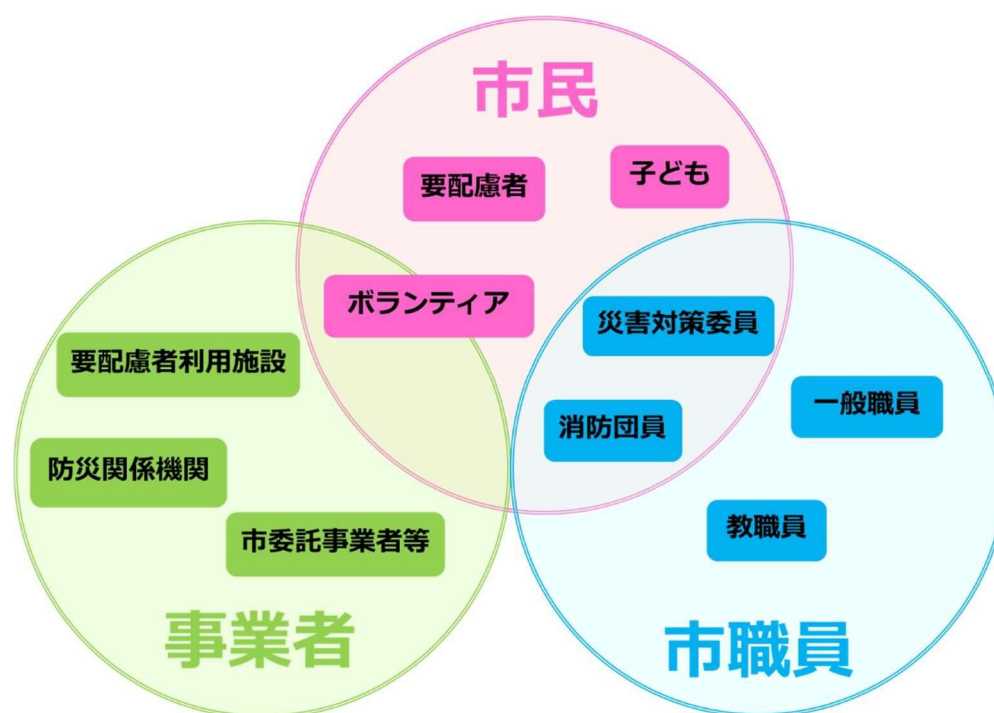 市民
要配慮者
子ども
ボランティア
災害対策委員
消防団員
一般職員
教職員
市職員
要配慮者利用施設
防災関係機関
市委託事業者等
事業者